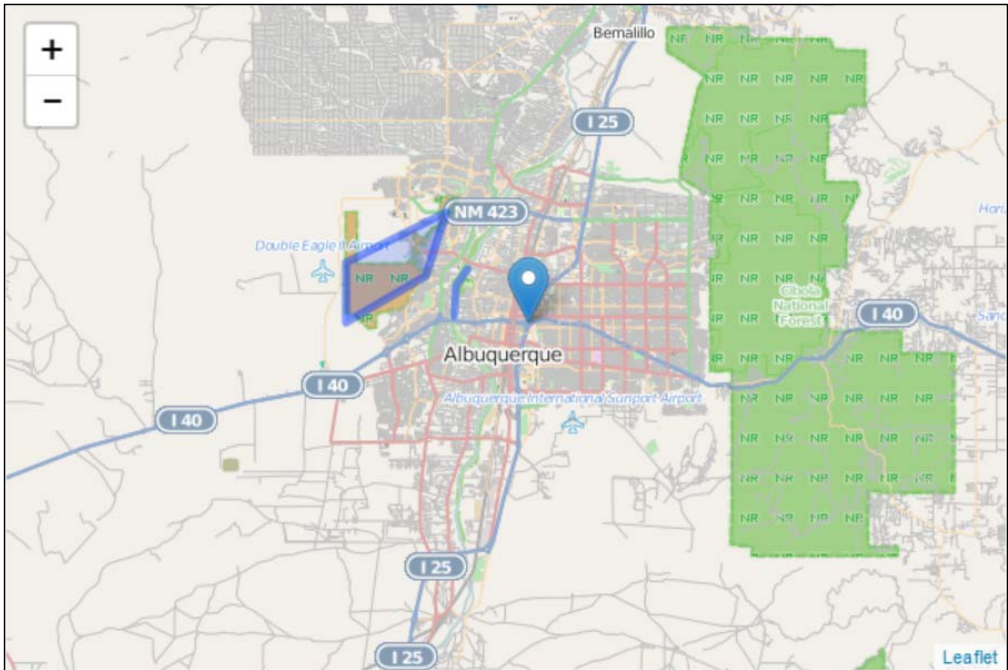 +
Bernalillo
−
I 25
NM 423
Double Eagle II Airport
NR NR
Cibola
National
Forest
I 40
Albuquerque
I 40
Albuquerque International Sunport Airport
I 40
I 25
I 25
Leaflet